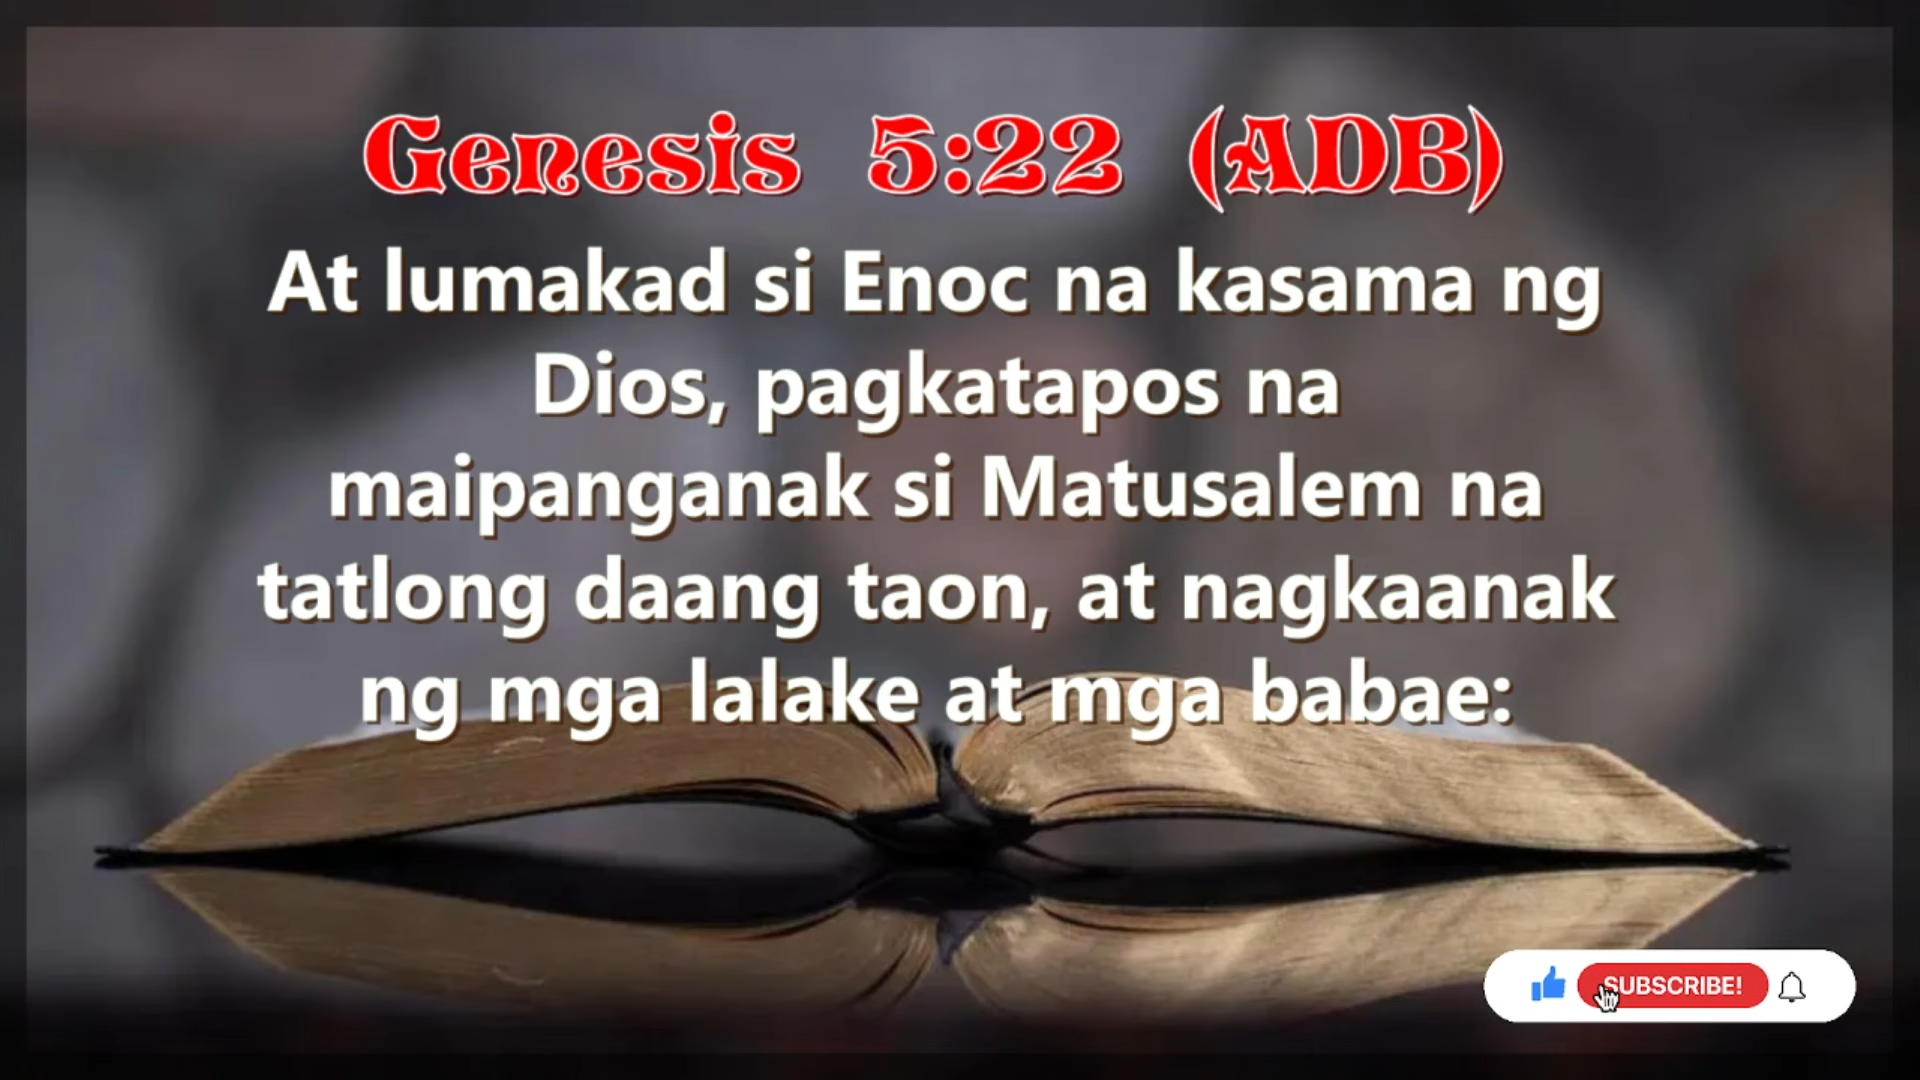 Genesis 5:22 (ADB)
At lumakad si Enoc na kasama ng
Dios, pagkatapos na
maipanganak si Matusalem na
tatlong daang taon, at nagkaanak
ng mga lalake at mga babae:
SUBSCRIBE!